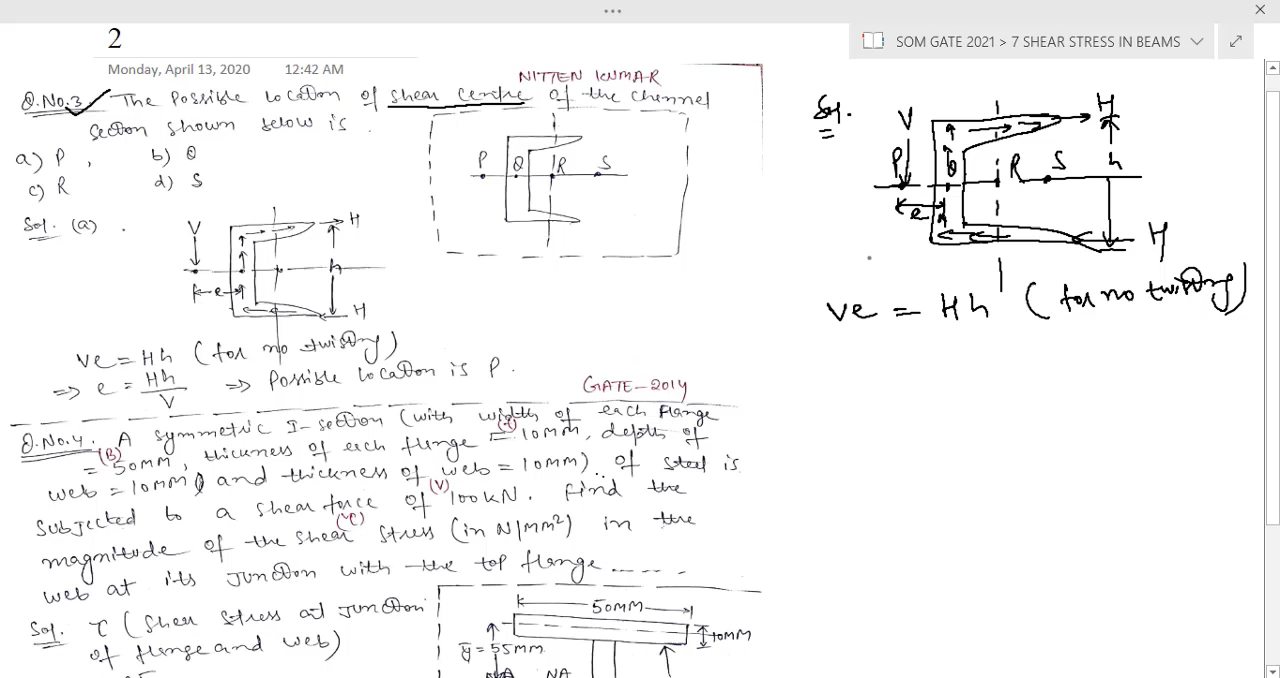 2
Monday, April 13, 2020 12:42 AM
SOM GATE 2021 > 7 SHEAR STRESS IN BEAMS
NITTEN KUMAR
Q.No.3 The Possible Location of shear centre of the channel
section shown below is
a) P, b) Q
c) R d) S
P Q R S
Sol. (a)
V H
h
e
H
Ve = Hh (for no twisting)
⇒ e = Hh/V ⇒ Possible location is P.
GATE-2014
Q.No.4. A symmetric I-section (with width of each flange
(B) (t)
= 50mm, thickness of each flange = 10mm, depth of
web = 100mm, and thickness of web = 10mm) of steel is
(V)
subjected to a shear force of 100kN. Find the
(τ)
magnitude of the shear stress (in N/mm²) in the
web at its junction with the top flange......
Sol. τ (Shear stress at junction
of flange and web)
50mm
10mm
ȳ = 55mm
NA NA
Sol.
V H
P Q R S h
e
H
Ve = Hh (for no twisting)